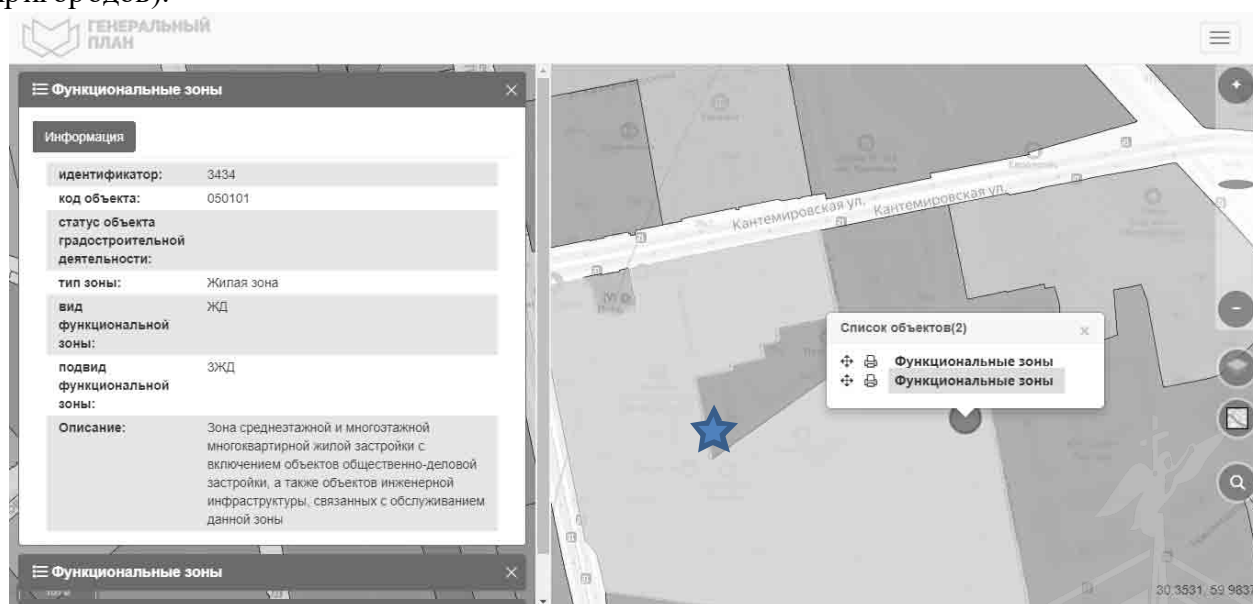 ГЕНЕРАЛЬНЫЙ
ПЛАН
Функциональные зоны
Информация
идентификатор: 3434
код объекта: 050101
статус объекта
градостроительной
деятельности:
тип зоны: Жилая зона
вид ЖД
функциональной
зоны:
подвид 3ЖД
функциональной
зоны:
Описание: Зона среднеэтажной и многоэтажной
многоквартирной жилой застройки с
включением объектов общественно-деловой
застройки, а также объектов инженерной
инфраструктуры, связанных с обслуживанием
данной зоны
Функциональные зоны
Кантемировская ул.
Кантемировская ул.
Список объектов(2)
Функциональные зоны
Функциональные зоны
30.3531, 59.9837